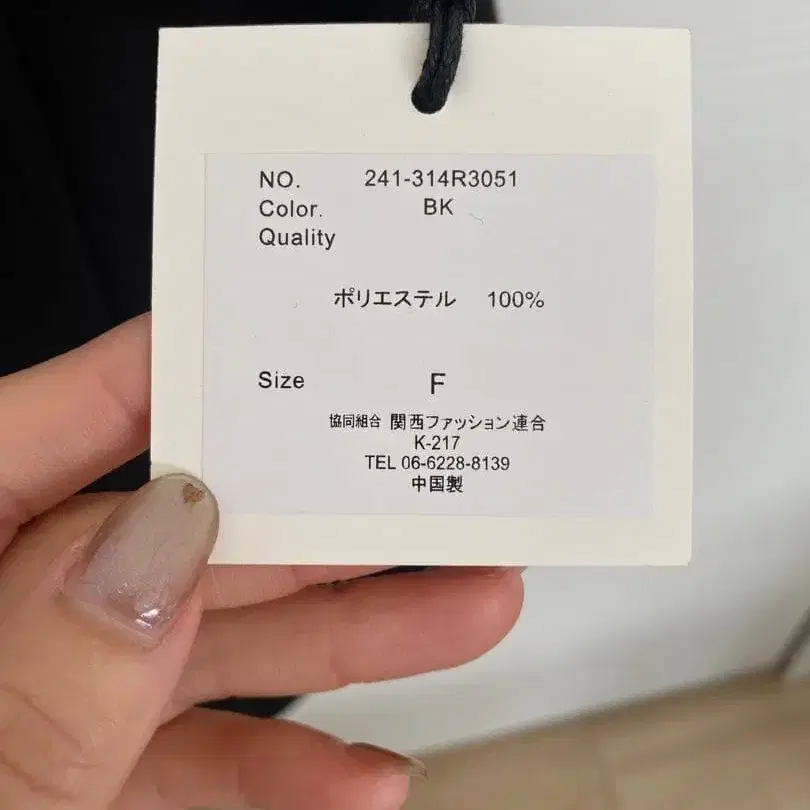 NO. 241-314R3051
Color. BK
Quality
ポリエステル 100%
Size F
協同組合 関西ファッション連合
K-217
TEL 06-6228-8139
中国製